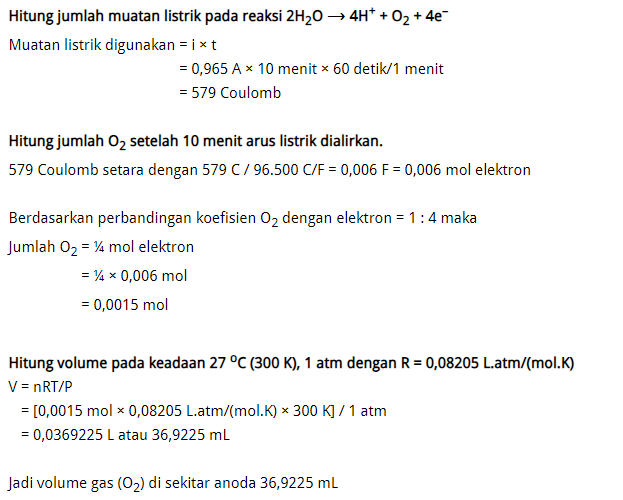 Hitung jumlah muatan listrik pada reaksi 2H₂O ⟶ 4H⁺ + O₂ + 4e⁻
Muatan listrik digunakan = i × t
= 0,965 A × 10 menit × 60 detik/1 menit
= 579 Coulomb
Hitung jumlah O₂ setelah 10 menit arus listrik dialirkan.
579 Coulomb setara dengan 579 C / 96.500 C/F = 0,006 F = 0,006 mol elektron
Berdasarkan perbandingan koefisien O₂ dengan elektron = 1 : 4 maka
Jumlah O₂ = ¼ mol elektron
= ¼ × 0,006 mol
= 0,0015 mol
Hitung volume pada keadaan 27 ⁰C (300 K), 1 atm dengan R = 0,08205 L.atm/(mol.K)
V = nRT/P
= [0,0015 mol × 0,08205 L.atm/(mol.K) × 300 K] / 1 atm
= 0,0369225 L atau 36,9225 mL
Jadi volume gas (O₂) di sekitar anoda 36,9225 mL